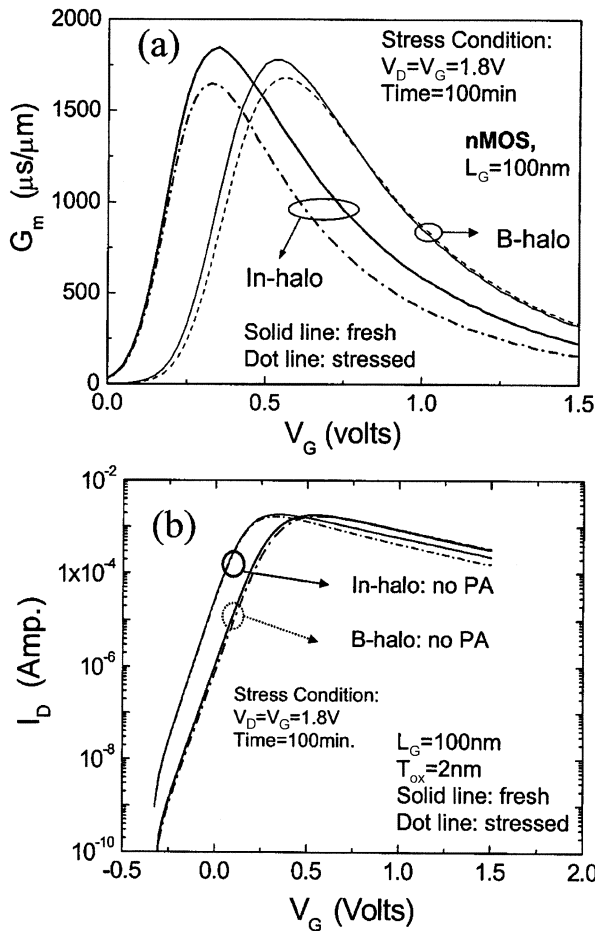 2000
(a)
Stress Condition:
V_D=V_G=1.8V
Time=100min
1500
nMOS,
L_G=100nm
1000
G_m (μs/μm)
B-halo
In-halo
500
Solid line: fresh
Dot line: stressed
0
0.0 0.5 1.0 1.5
V_G (volts)
10^-2
(b)
1x10^-4
In-halo: no PA
B-halo: no PA
10^-6
I_D (Amp.)
Stress Condition:
V_D=V_G=1.8V
Time=100min.
L_G=100nm
T_ox=2nm
10^-8
Solid line: fresh
Dot line: stressed
10^-10
-0.5 0.0 0.5 1.0 1.5 2.0
V_G (Volts)